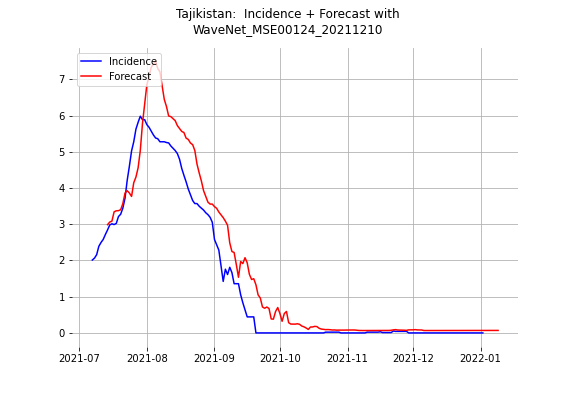 Tajikistan:  Incidence + Forecast with
WaveNet_MSE00124_20211210
Incidence
Forecast
7
6
5
4
3
2
1
0
2021-07 2021-08 2021-09 2021-10 2021-11 2021-12 2022-01